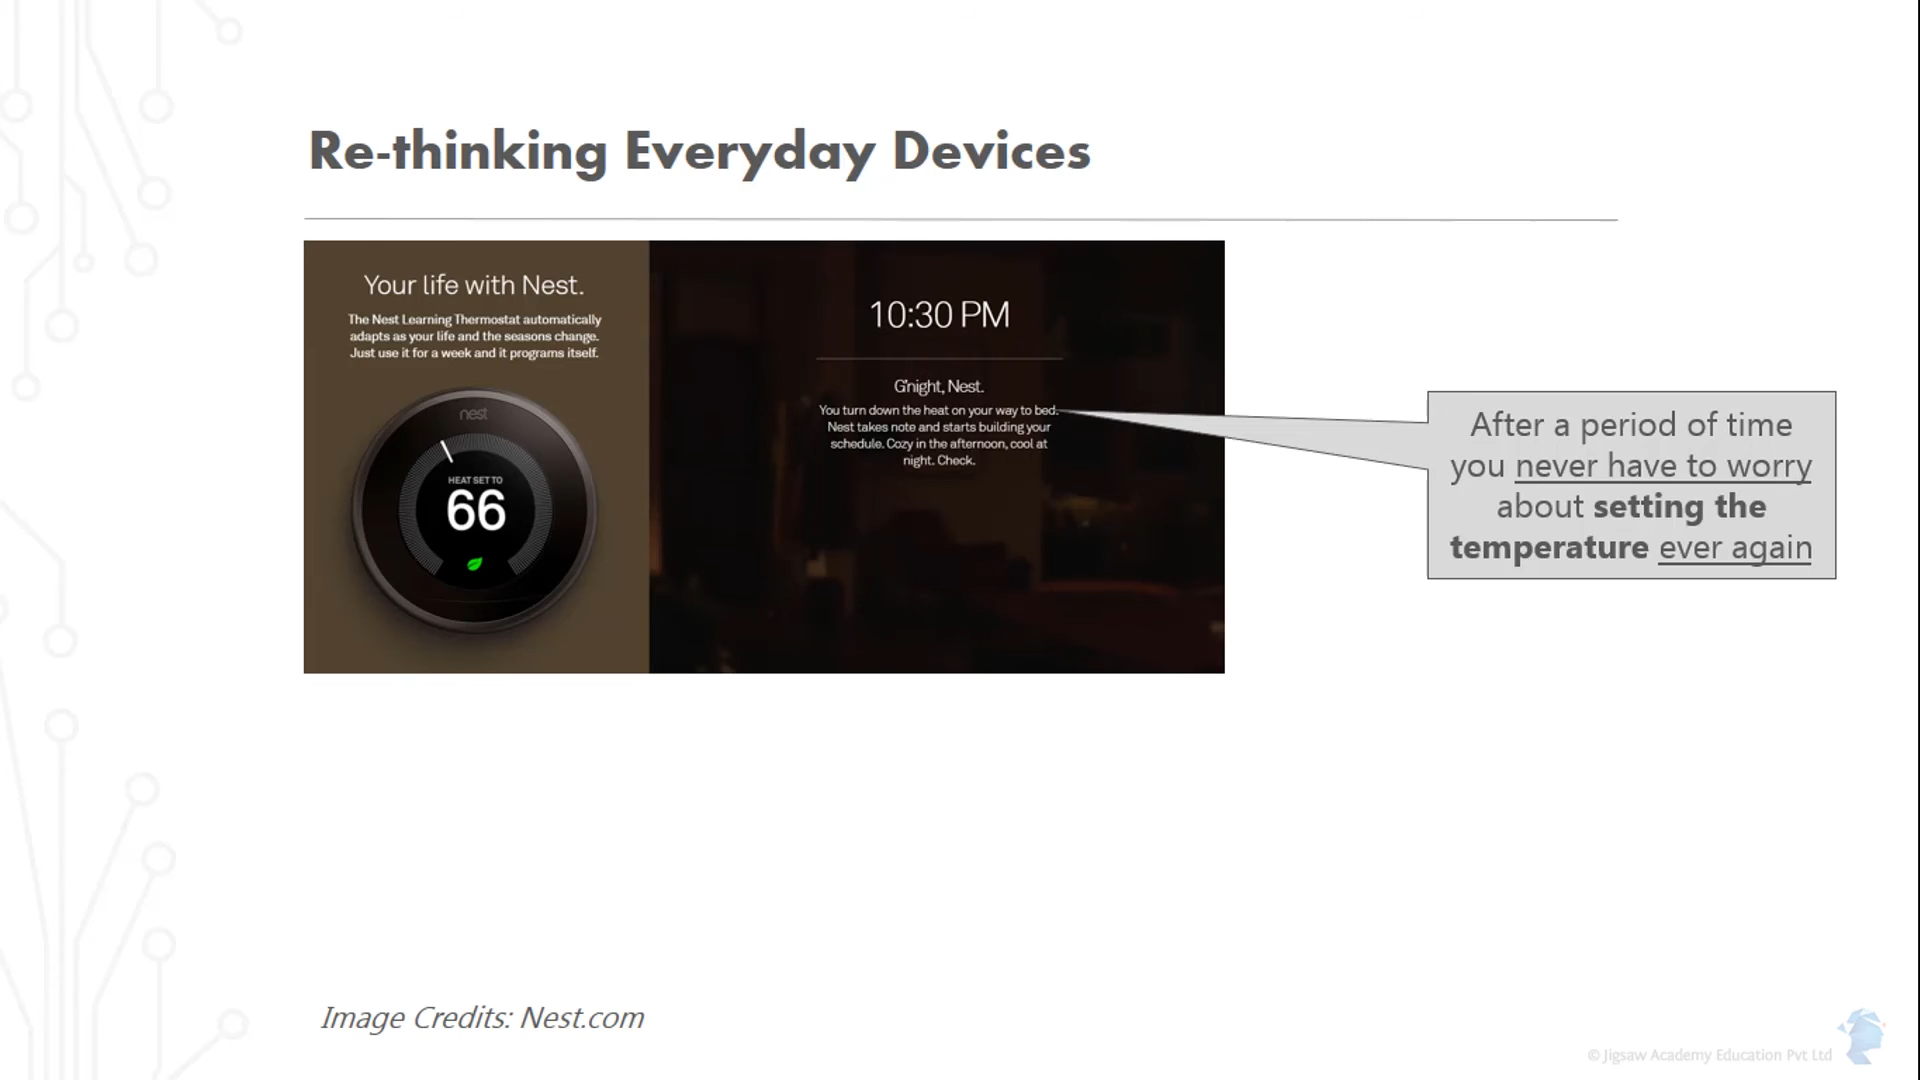 Re-thinking Everyday Devices
Your life with Nest.
The Nest Learning Thermostat automatically
adapts as your life and the seasons change.
Just use it for a week and it programs itself.
nest
HEAT SET TO
66
10:30 PM
G'night, Nest.
You turn down the heat on your way to bed.
Nest takes note and starts building your
schedule. Cozy in the afternoon, cool at
night. Check.
After a period of time
you never have to worry
about setting the
temperature ever again
Image Credits: Nest.com
© Jigsaw Academy Education Pvt Ltd